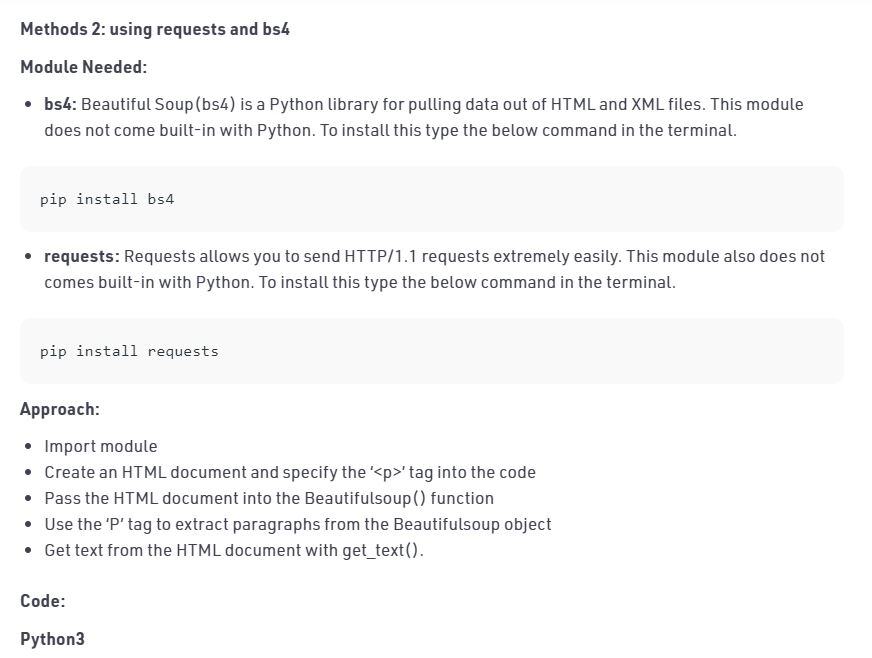 Methods 2: using requests and bs4
Module Needed:
• bs4: Beautiful Soup(bs4) is a Python library for pulling data out of HTML and XML files. This module
does not come built-in with Python. To install this type the below command in the terminal.
pip install bs4
• requests: Requests allows you to send HTTP/1.1 requests extremely easily. This module also does not
comes built-in with Python. To install this type the below command in the terminal.
pip install requests
Approach:
• Import module
• Create an HTML document and specify the ‘<p>’ tag into the code
• Pass the HTML document into the Beautifulsoup() function
• Use the ‘P’ tag to extract paragraphs from the Beautifulsoup object
• Get text from the HTML document with get_text().
Code:
Python3